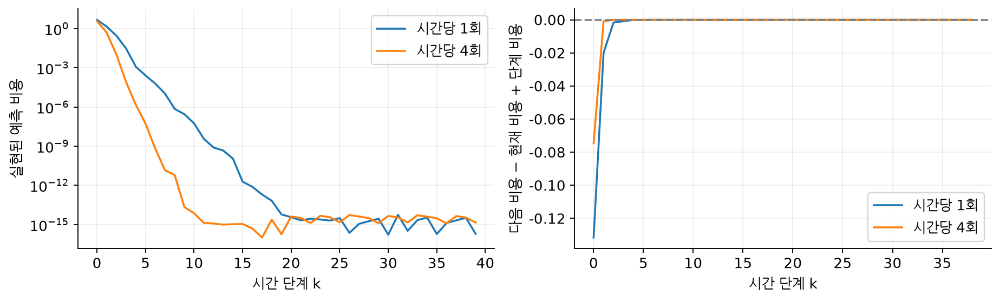 실현된 예측 비용
10⁰
10⁻³
10⁻⁶
10⁻⁹
10⁻¹²
10⁻¹⁵
0 5 10 15 20 25 30 35 40
시간 단계 k
시간당 1회
시간당 4회
다음 비용 − 현재 비용 + 단계 비용
0.00
-0.02
-0.04
-0.06
-0.08
-0.10
-0.12
0 5 10 15 20 25 30 35
시간 단계 k
시간당 1회
시간당 4회